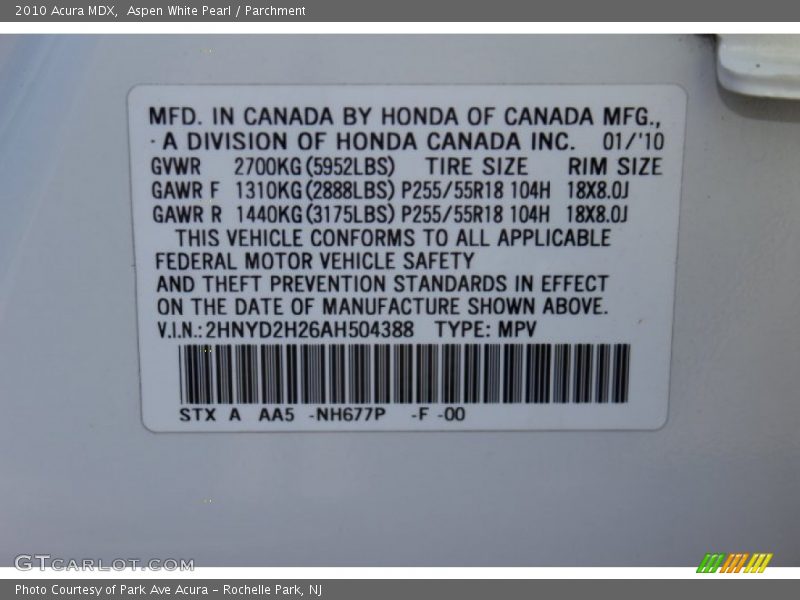 2010 Acura MDX,  Aspen White Pearl / Parchment
MFD. IN CANADA BY HONDA OF CANADA MFG.,
A DIVISION OF HONDA CANADA INC. 01/'10
GVWR 2700KG(5952LBS) TIRE SIZE RIM SIZE
GAWR F 1310KG(2888LBS) P255/55R18 104H 18X8.0J
GAWR R 1440KG(3175LBS) P255/55R18 104H 18X8.0J
THIS VEHICLE CONFORMS TO ALL APPLICABLE
FEDERAL MOTOR VEHICLE SAFETY
AND THEFT PREVENTION STANDARDS IN EFFECT
ON THE DATE OF MANUFACTURE SHOWN ABOVE.
V.I.N.:2HNYD2H26AH504388 TYPE: MPV
STX A AA5 -NH677P -F -00
GTCARLOT.COM
Photo Courtesy of Park Ave Acura – Rochelle Park, NJ